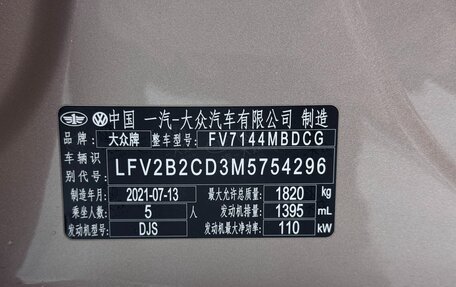 中国 一汽-大众汽车有限公司 制造
品牌: 大众牌 整车型号: FV7144MBDCG
车辆识别代号: LFV2B2CD3M5754296
制造年月 2021-07-13 最大允许总质量: 1820 kg
乘坐人数: 5 发动机排量: 1395 mL
发动机型号: DJS 发动机最大净功率: 110 kW